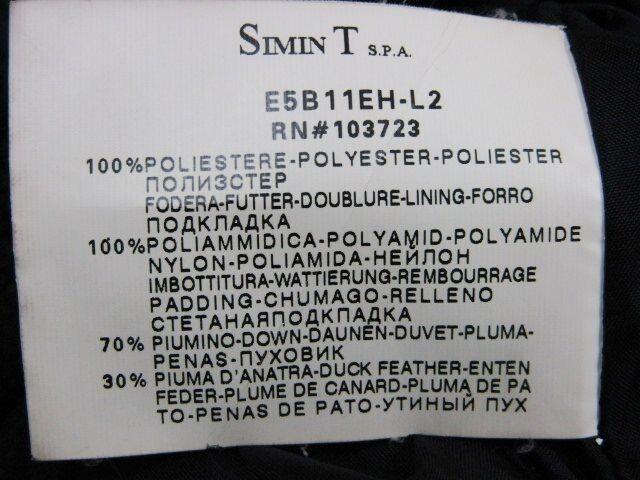 SIMIN T S.P.A.
E5B11EH-L2
RN#103723
100%POLIESTERE-POLYESTER-POLIESTER
ПОЛИЗСТЕР
FODERA-FUTTER-DOUBLURE-LINING-FORRO
ПОДКЛАДКА
100%POLIAMMIDICA-POLYAMID-POLYAMIDE
NYLON-POLIAMIDA-НЕЙЛОН
IMBOTTITURA-WATTIERUNG-REMBOURRAGE
PADDING-CHUMAGO-RELLENO
СТЕТАНАЯПОДКЛАДКА
70% PIUMINO-DOWN-DAUNEN-DUVET-PLUMA-
PENAS-ПУХОВИК
30% PIUMA D'ANATRA-DUCK FEATHER-ENTEN
FEDER-PLUME DE CANARD-PLUMA DE PA
TO-PENAS DE PATO-УТИНЫЙ ПУХ